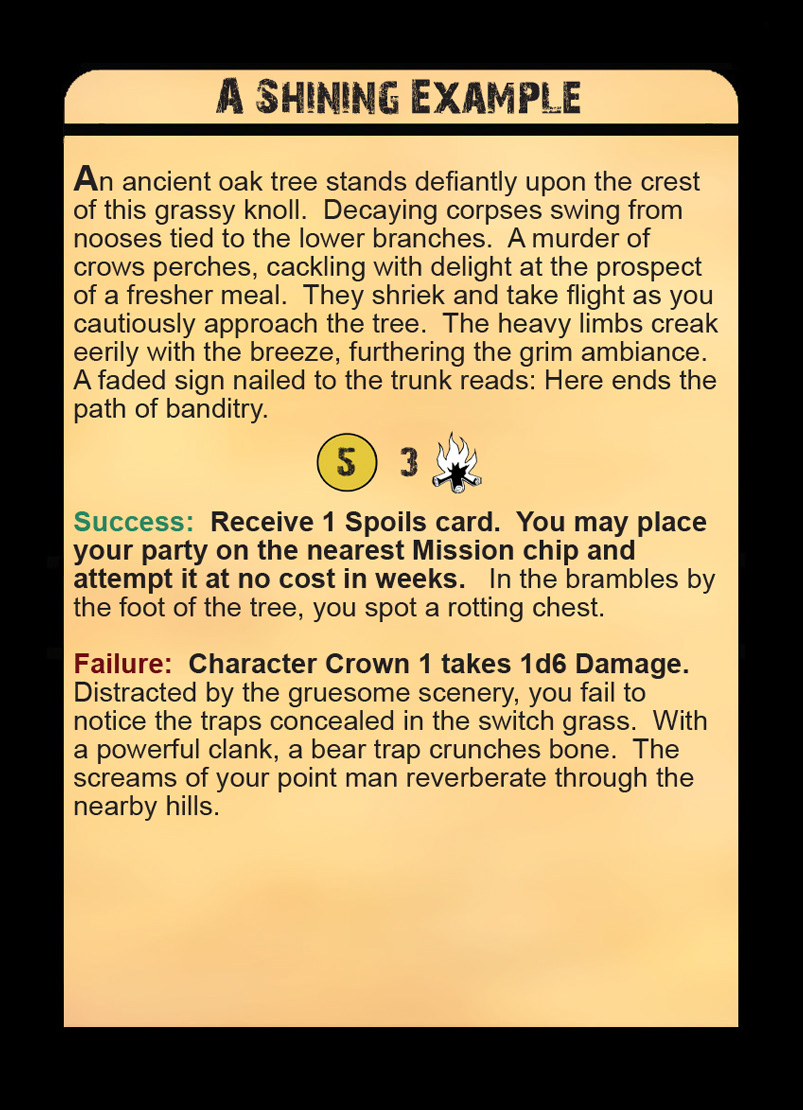 A Shining Example
An ancient oak tree stands defiantly upon the crest
of this grassy knoll.  Decaying corpses swing from
nooses tied to the lower branches.  A murder of
crows perches, cackling with delight at the prospect
of a fresher meal.  They shriek and take flight as you
cautiously approach the tree.  The heavy limbs creak
eerily with the breeze, furthering the grim ambiance.
A faded sign nailed to the trunk reads: Here ends the
path of banditry.
5 3
Success:  Receive 1 Spoils card.  You may place
your party on the nearest Mission chip and
attempt it at no cost in weeks.   In the brambles by
the foot of the tree, you spot a rotting chest.
Failure:  Character Crown 1 takes 1d6 Damage.
Distracted by the gruesome scenery, you fail to
notice the traps concealed in the switch grass.  With
a powerful clank, a bear trap crunches bone.  The
screams of your point man reverberate through the
nearby hills.